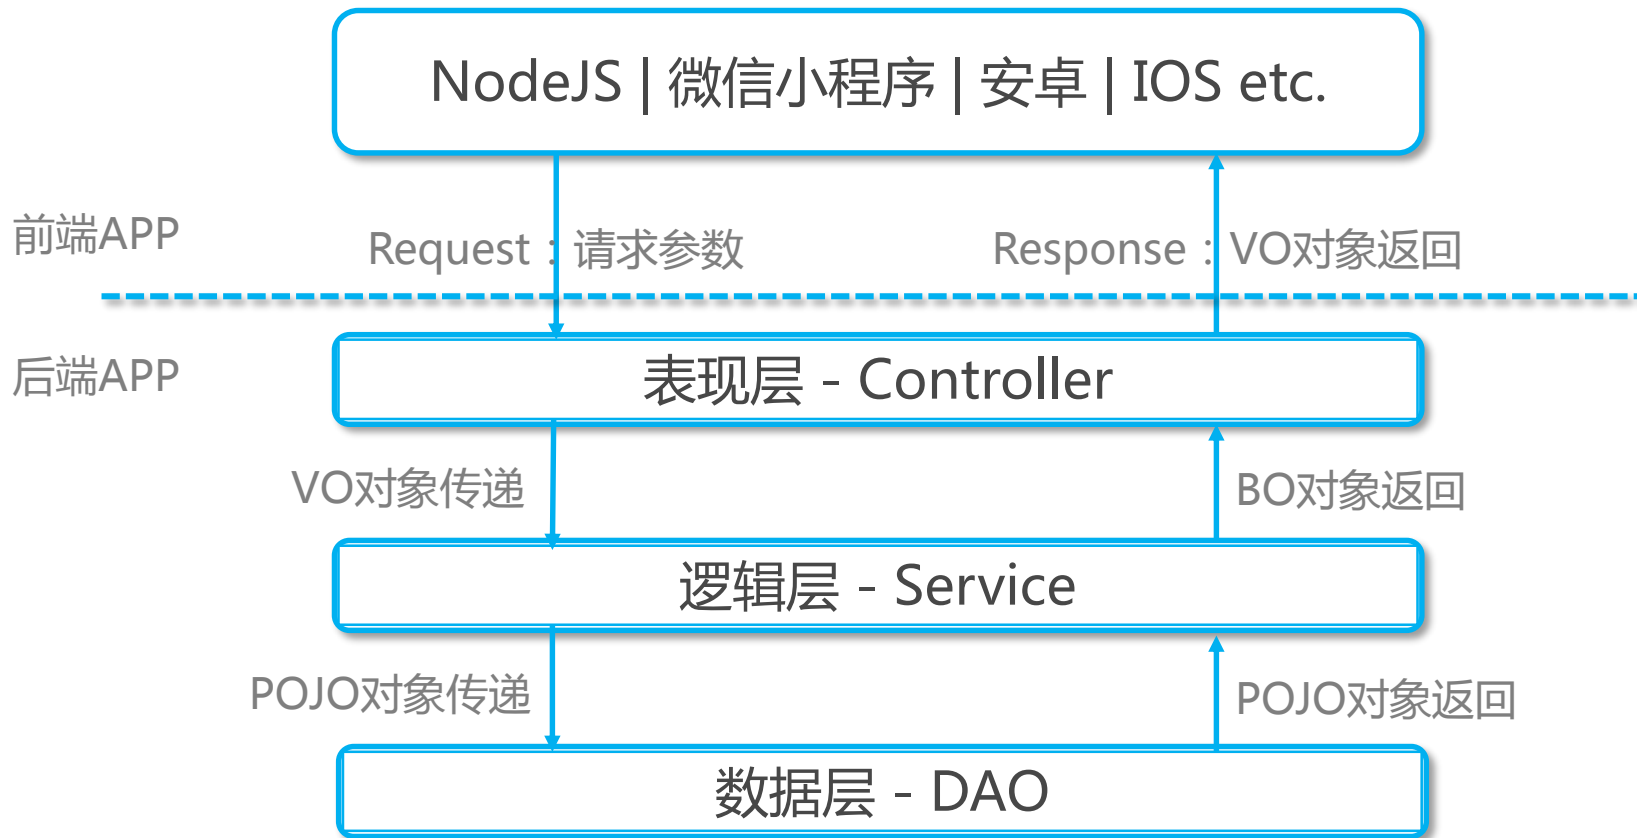 NodeJS | 微信小程序 | 安卓 | IOS etc.
前端APP
Request：请求参数
Response：VO对象返回
后端APP
表现层 - Controller
VO对象传递
BO对象返回
逻辑层 - Service
POJO对象传递
POJO对象返回
数据层 - DAO